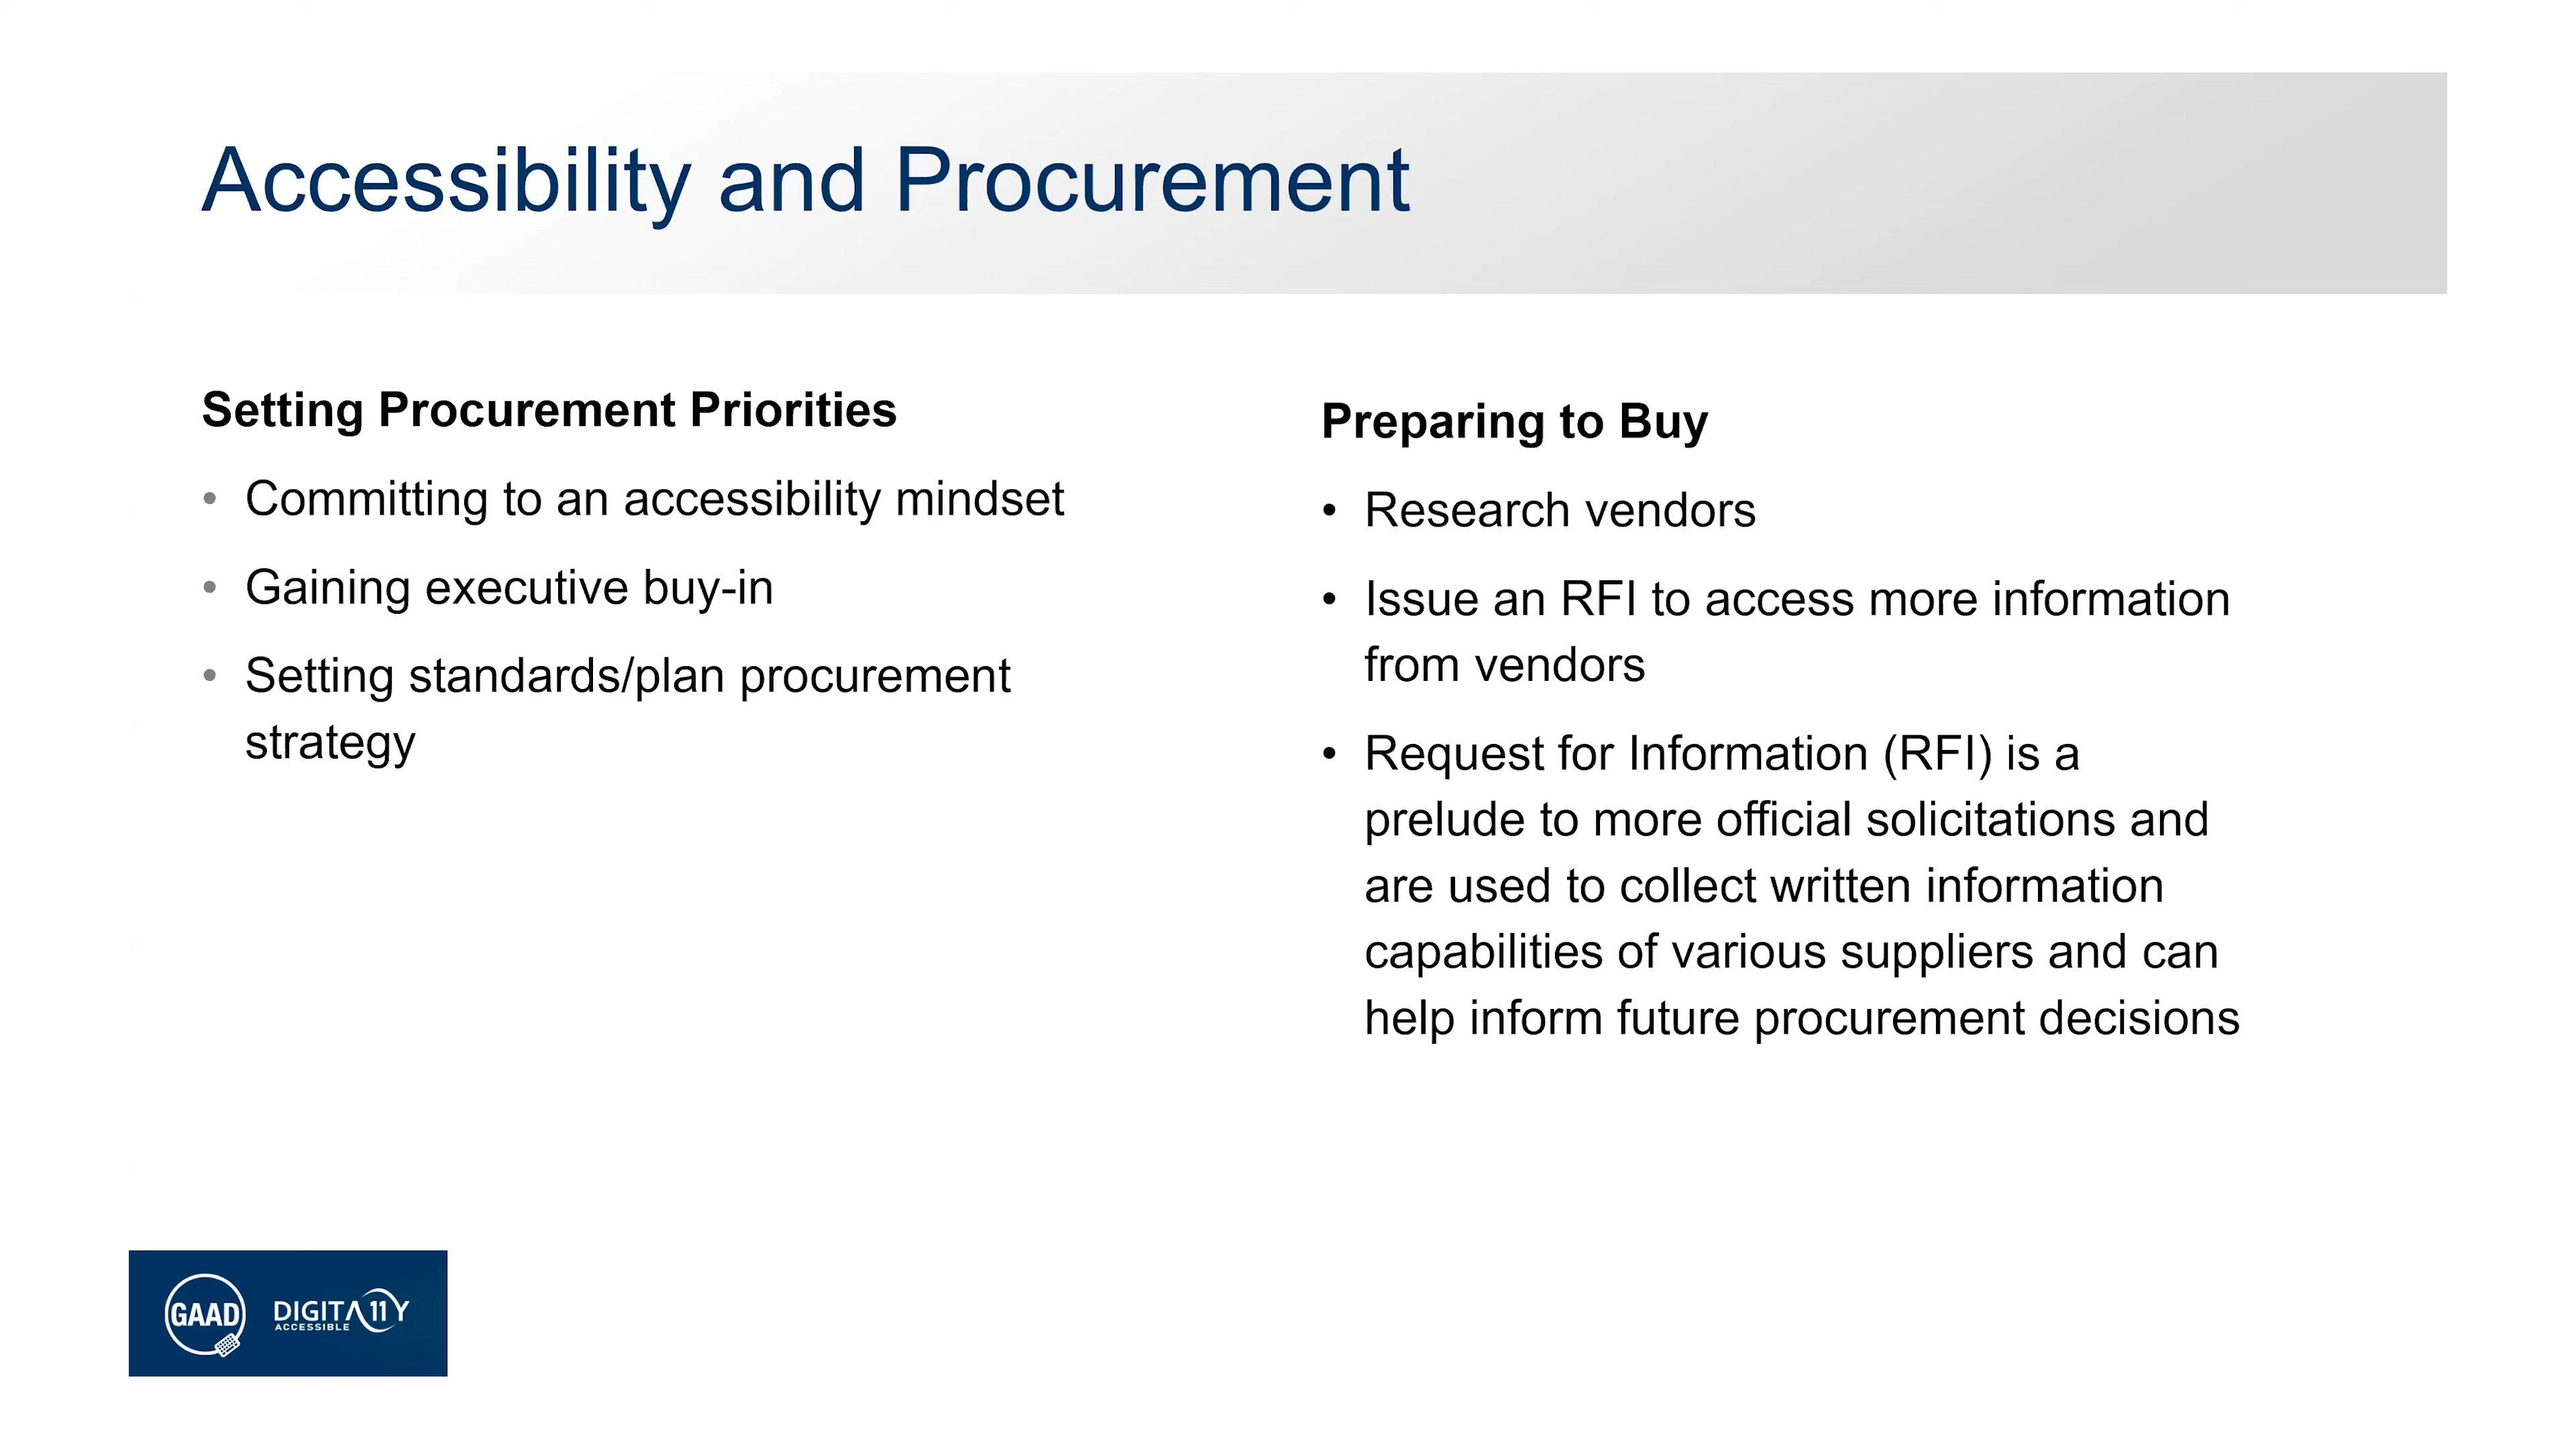 Accessibility and Procurement
Setting Procurement Priorities
• Committing to an accessibility mindset
• Gaining executive buy-in
• Setting standards/plan procurement
strategy
Preparing to Buy
• Research vendors
• Issue an RFI to access more information
from vendors
• Request for Information (RFI) is a
prelude to more official solicitations and
are used to collect written information
capabilities of various suppliers and can
help inform future procurement decisions
GAAD
DIGITA11Y
ACCESSIBLE